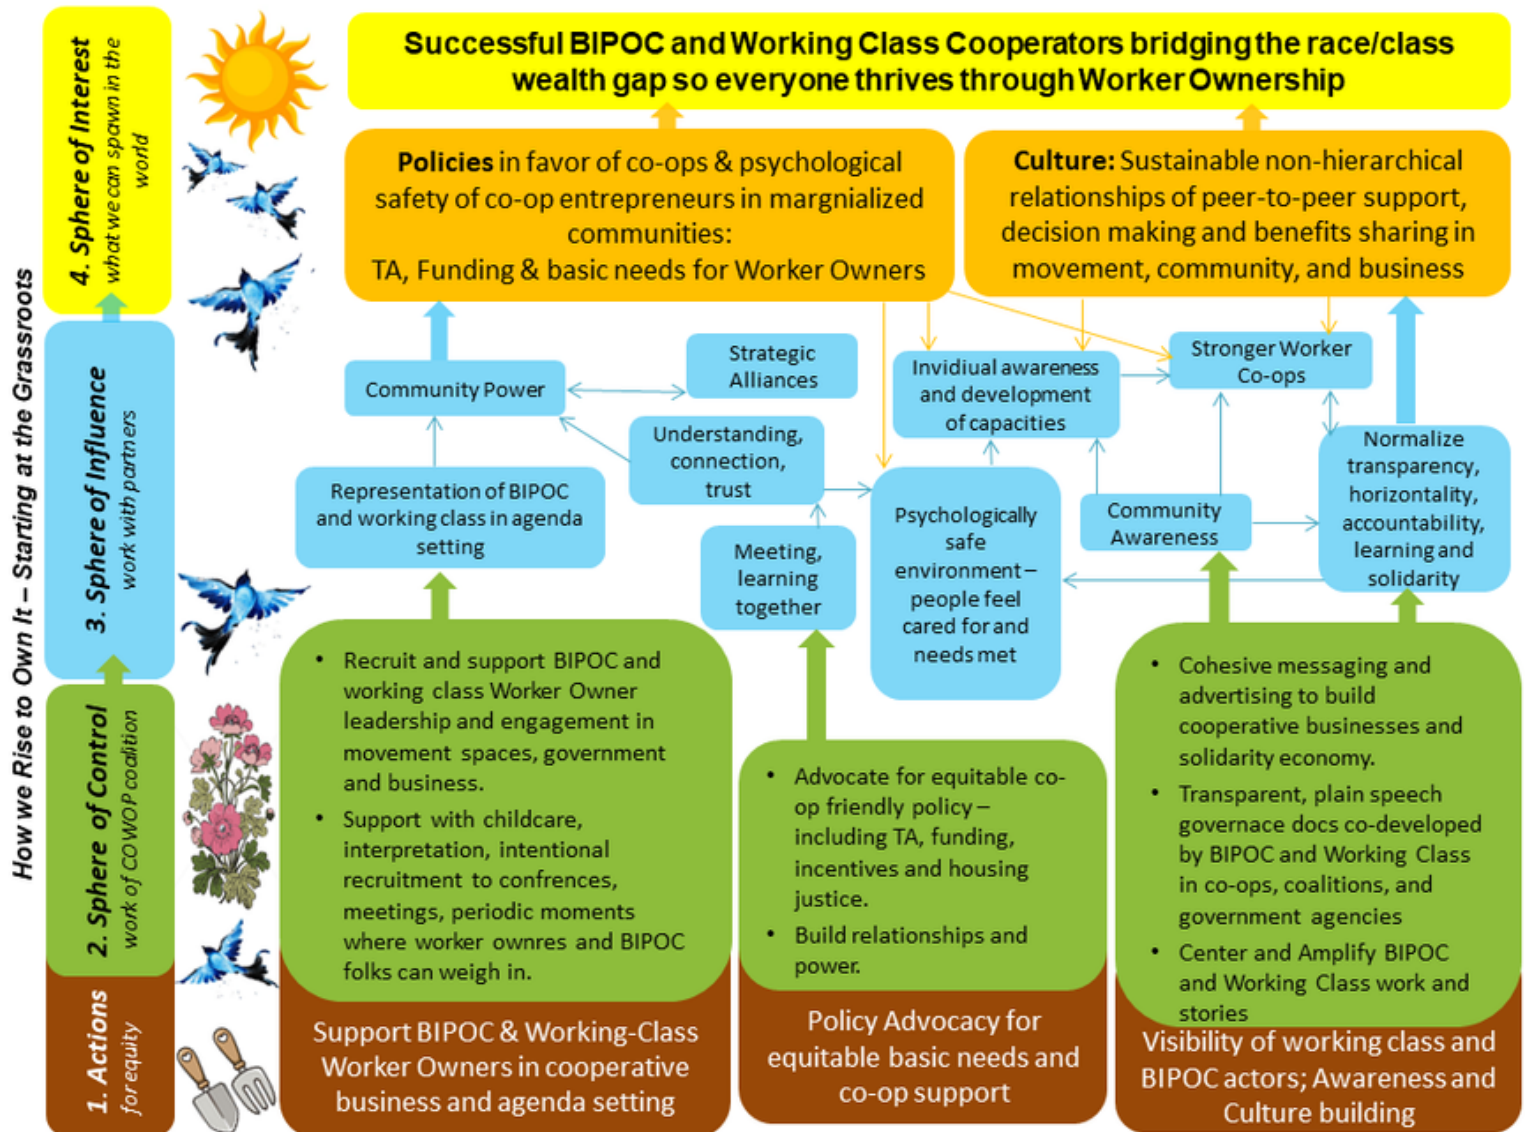 How we Rise to Own It – Starting at the Grassroots
4. Sphere of Interest
what we can spawn in the
world
3. Sphere of Influence
work with partners
2. Sphere of Control
work of COWOP coalition
1. Actions
for equity
Successful BIPOC and Working Class Cooperators bridging the race/class
wealth gap so everyone thrives through Worker Ownership
Policies in favor of co-ops & psychological
safety of co-op entrepreneurs in margnialized
communities:
TA, Funding & basic needs for Worker Owners
Culture: Sustainable non-hierarchical
relationships of peer-to-peer support,
decision making and benefits sharing in
movement, community, and business
Community Power
Strategic
Alliances
Understanding,
connection,
trust
Representation of BIPOC
and working class in agenda
setting
Meeting,
learning
together
Invidiual awareness
and development
of capacities
Stronger Worker
Co-ops
Psychologically
safe
environment –
people feel
cared for and
needs met
Community
Awareness
Normalize
transparency,
horizontality,
accountability,
learning and
solidarity
• Recruit and support BIPOC and
working class Worker Owner
leadership and engagement in
movement spaces, government
and business.
• Support with childcare,
interpretation, intentional
recruitment to confrences,
meetings, periodic moments
where worker ownres and BIPOC
folks can weigh in.
Support BIPOC & Working-Class
Worker Owners in cooperative
business and agenda setting
• Advocate for equitable co-
op friendly policy –
including TA, funding,
incentives and housing
justice.
• Build relationships and
power.
Policy Advocacy for
equitable basic needs and
co-op support
• Cohesive messaging and
advertising to build
cooperative businesses and
solidarity economy.
• Transparent, plain speech
governace docs co-developed
by BIPOC and Working Class
in co-ops, coalitions, and
government agencies
• Center and Amplify BIPOC
and Working Class work and
stories
Visibility of working class and
BIPOC actors; Awareness and
Culture building